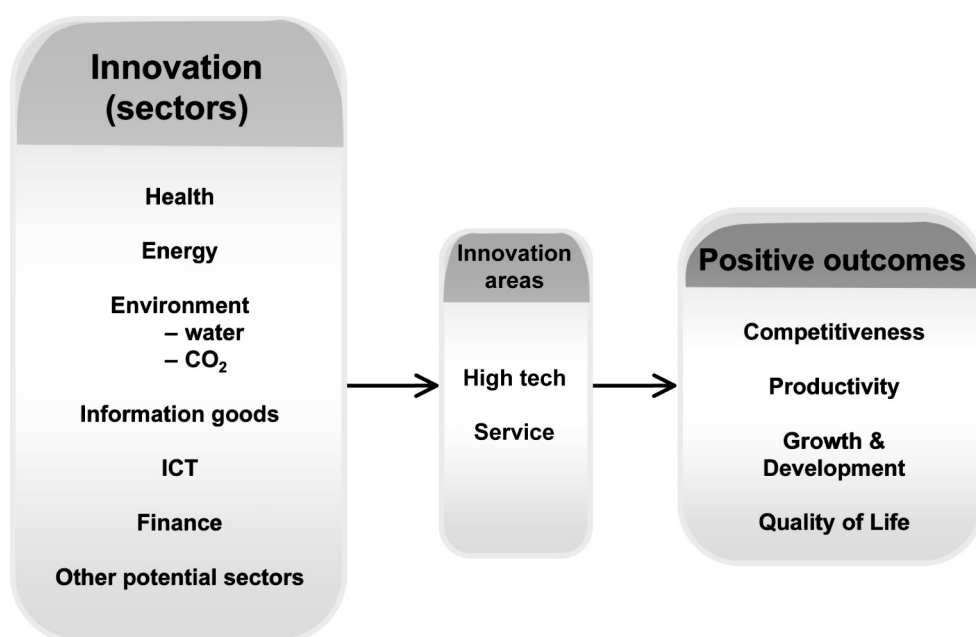 Innovation
(sectors)
Health
Energy
Environment
– water
– CO₂
Information goods
ICT
Finance
Other potential sectors
Innovation
areas
High tech
Service
Positive outcomes
Competitiveness
Productivity
Growth &
Development
Quality of Life